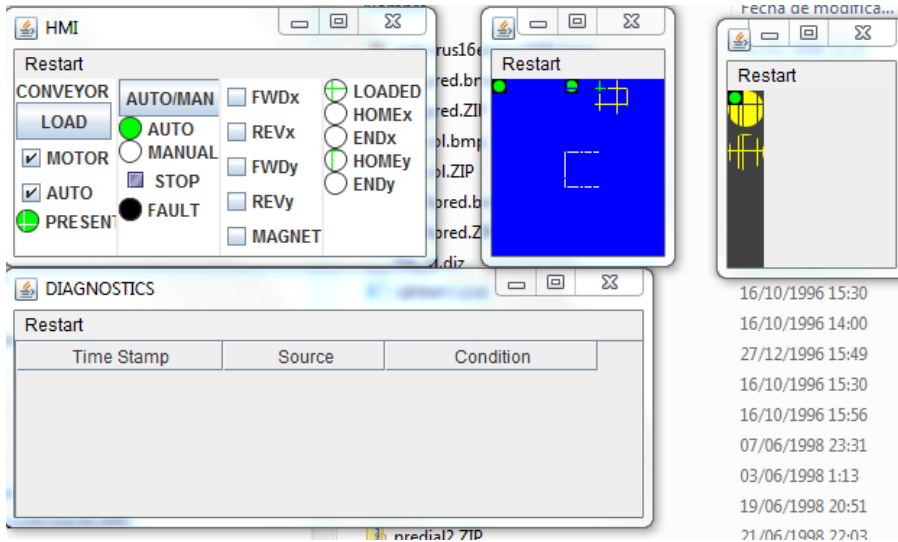 HMI
Restart
CONVEYOR
LOAD
MOTOR
AUTO
PRESENT
AUTO/MAN
AUTO
MANUAL
STOP
FAULT
FWDx
REVx
FWDy
REVy
MAGNET
LOADED
HOMEx
ENDx
HOMEy
ENDy
Restart
Fecha de modifica...
Restart
DIAGNOSTICS
Restart
Time Stamp Source Condition
16/10/1996 15:30
16/10/1996 14:00
27/12/1996 15:49
16/10/1996 15:30
16/10/1996 15:56
07/06/1998 23:31
03/06/1998 1:13
19/06/1998 20:51
predial2.ZIP 21/06/1998 22:03